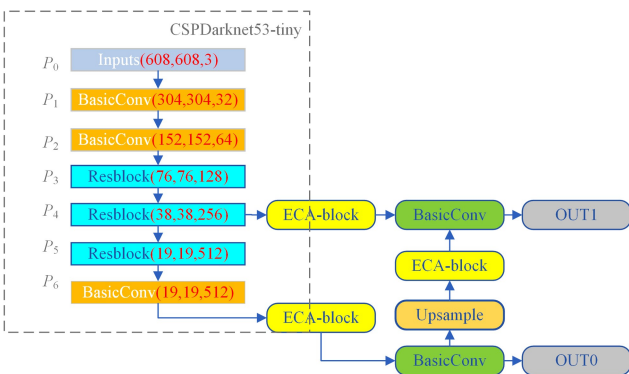 CSPDarknet53-tiny
P0 Inputs(608,608,3)
P1 BasicConv(304,304,32)
P2 BasicConv(152,152,64)
P3 Resblock(76,76,128)
P4 Resblock(38,38,256) ECA-block BasicConv OUT1
P5 Resblock(19,19,512) ECA-block
P6 BasicConv(19,19,512)
ECA-block Upsample
BasicConv OUT0